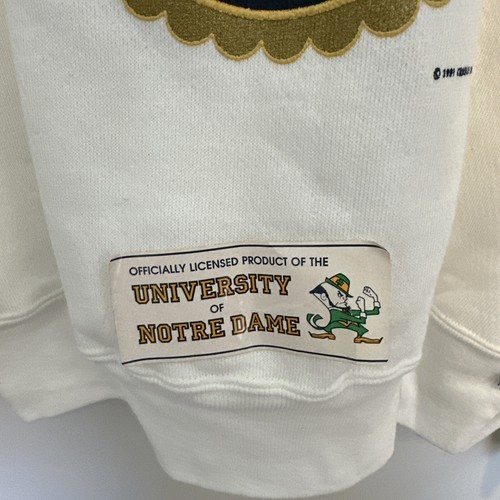 © 1991
OFFICIALLY LICENSED PRODUCT OF THE
UNIVERSITY
OF
NOTRE DAME